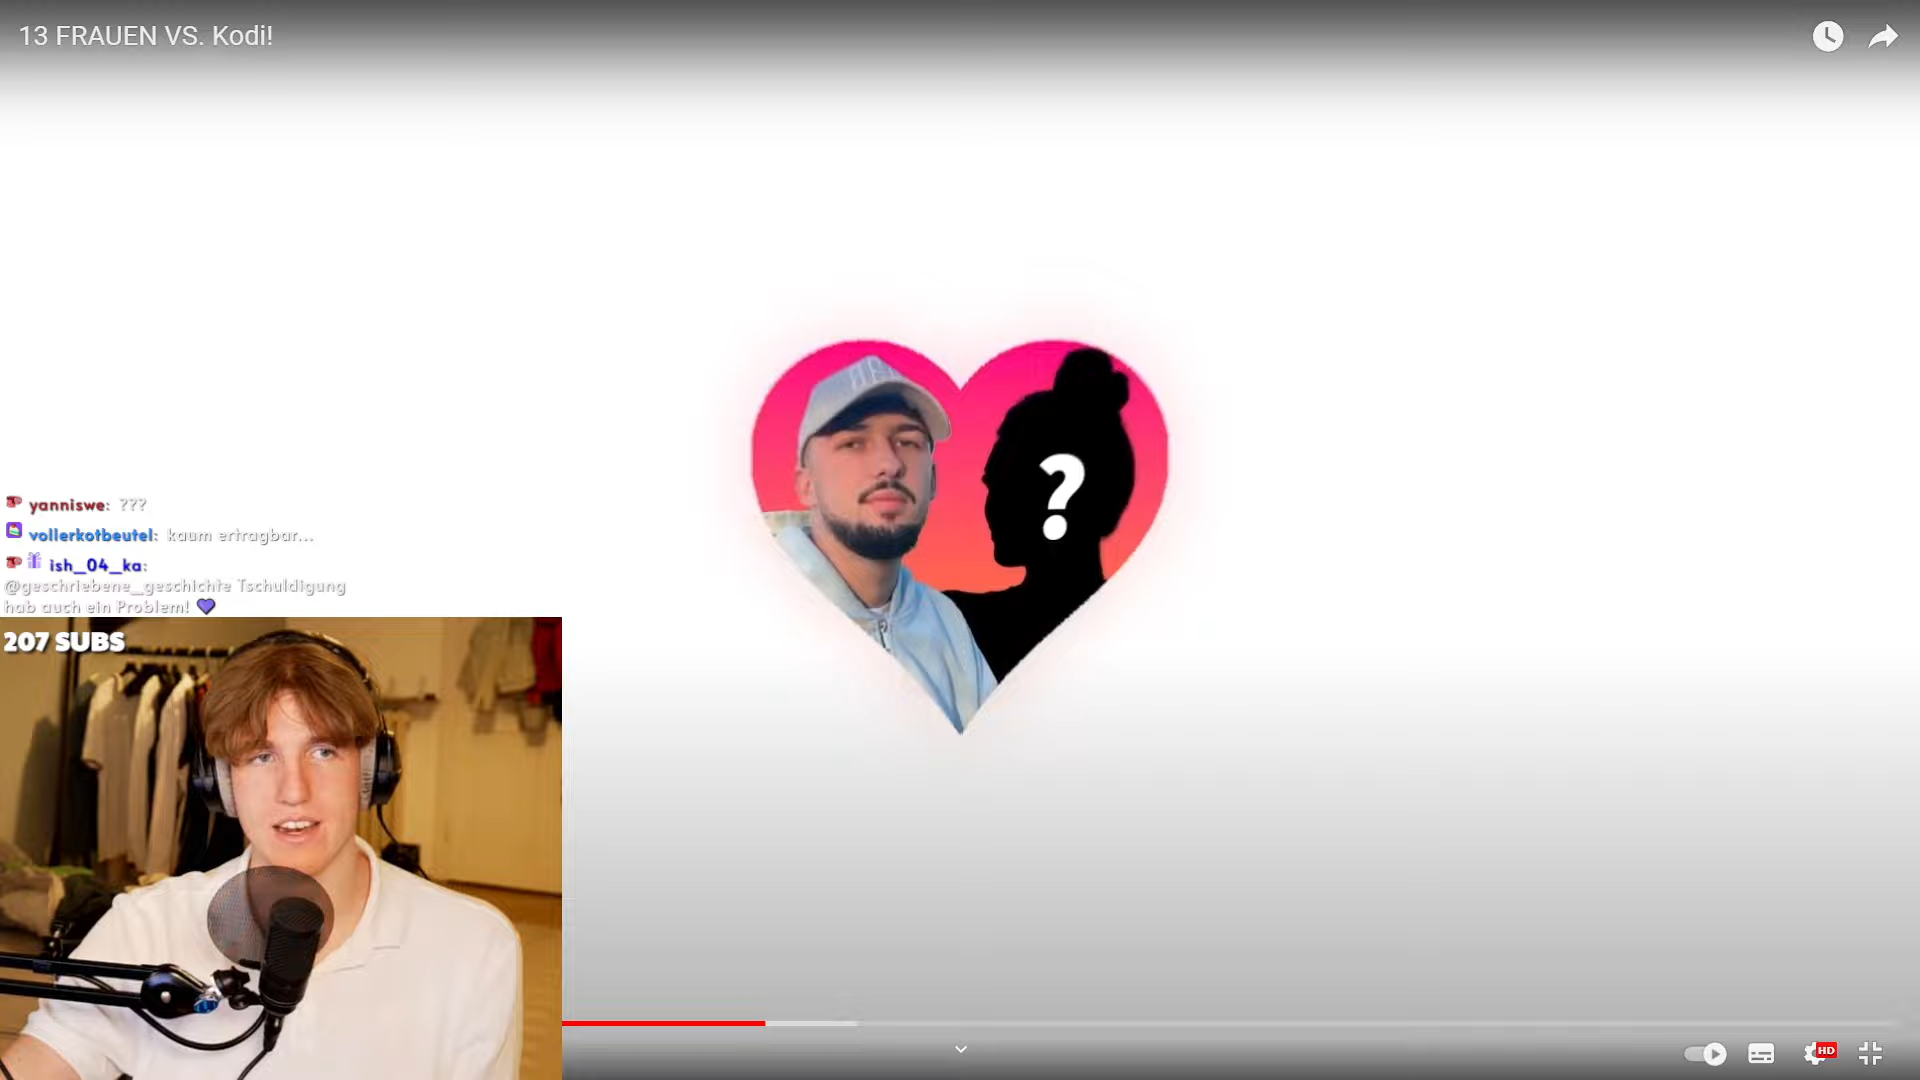 13 FRAUEN VS. Kodi!
?
yanniswe: ???
vollerkotbeutel: kaum ertragbar...
ish_04_ka:
@geschriebene_geschichte Tschuldigung
hab auch ein Problem! 💜
207 SUBS
HD